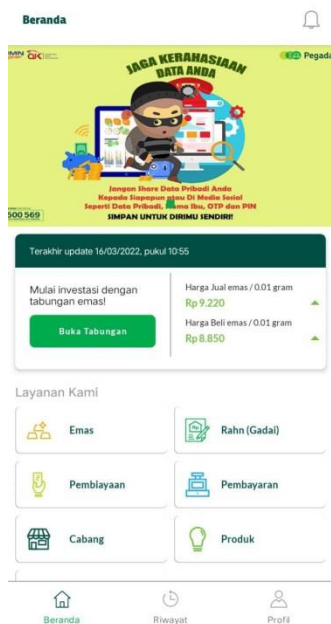 Beranda
OJK
Pegad
JAGA KERAHASIAAN
DATA ANDA
Jangan Share Data Pribadi Anda
Kepada Siapapun atau Di Media Sosial
Seperti Data Pribadi, Nama Ibu, OTP dan PIN
SIMPAN UNTUK DIRIMU SENDIRI!
500 569
Terakhir update 16/03/2022, pukul 10:55
Mulai investasi dengan
tabungan emas!
Buka Tabungan
Harga Jual emas / 0.01 gram
Rp 9.220
Harga Beli emas / 0.01 gram
Rp 8.850
Layanan Kami
Emas
Rahn (Gadai)
Pembiayaan
Pembayaran
Cabang
Produk
Beranda
Riwayat
Profil